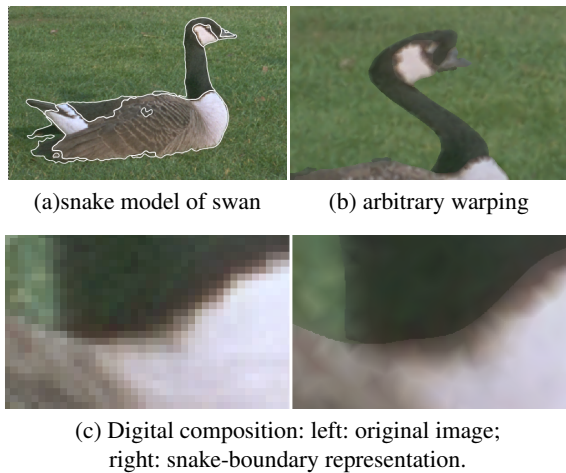 (a)snake model of swan
(b) arbitrary warping
(c) Digital composition: left: original image;
right: snake-boundary representation.